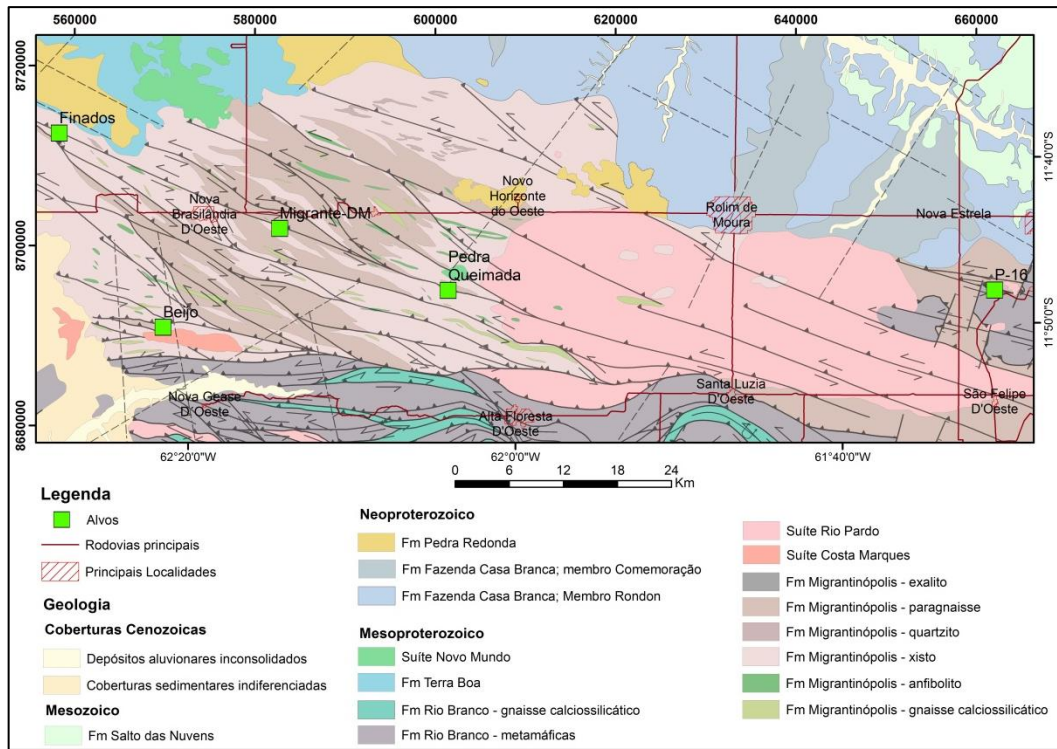 560000 580000 600000 620000 640000 660000
8720000
8700000
8680000
11°40'0"S
11°50'0"S
62°20'0"W 62°0'0"W 61°40'0"W
Finados
Nova
Brasilândia
D'Oeste
Migrante-DM
Novo
Horizonte
do Oeste
Rolim de
Moura
Nova Estrela
Pedra
Queimada
P-16
Beijo
Nova Gease
D'Oeste
Alta Floresta
D'Oeste
Santa Luzia
D'Oeste
São Felipe
D'Oeste
0 6 12 18 24
Km
Legenda
Alvos
Rodovias principais
Principais Localidades
Geologia
Coberturas Cenozoicas
Depósitos aluvionares inconsolidados
Coberturas sedimentares indiferenciadas
Mesozoico
Fm Salto das Nuvens
Neoproterozoico
Fm Pedra Redonda
Fm Fazenda Casa Branca; membro Comemoração
Fm Fazenda Casa Branca; Membro Rondon
Mesoproterozoico
Suíte Novo Mundo
Fm Terra Boa
Fm Rio Branco - gnaisse calciossilicático
Fm Rio Branco - metamáficas
Suíte Rio Pardo
Suíte Costa Marques
Fm Migrantinópolis - exalito
Fm Migrantinópolis - paragnaisse
Fm Migrantinópolis - quartzito
Fm Migrantinópolis - xisto
Fm Migrantinópolis - anfibolito
Fm Migrantinópolis - gnaisse calciossilicático